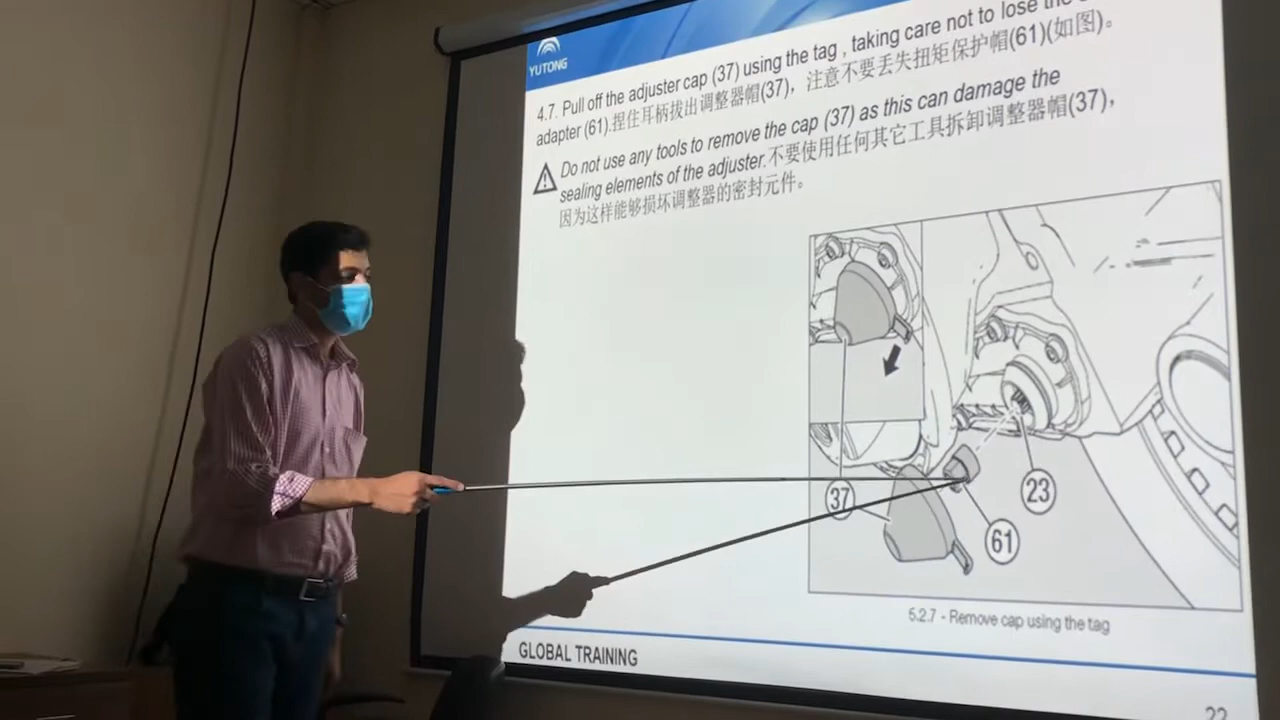 YUTONG
4.7. Pull off the adjuster cap (37) using the tag , taking care not to lose the
adapter (61).捏住耳柄拔出调整器帽(37)，注意不要丢失扭矩保护帽(61)(如图)。
Do not use any tools to remove the cap (37) as this can damage the
sealing elements of the adjuster.不要使用任何其它工具拆卸调整器帽(37)，
因为这样能够损坏调整器的密封元件。
37
23
61
5.2.7 - Remove cap using the tag
GLOBAL TRAINING